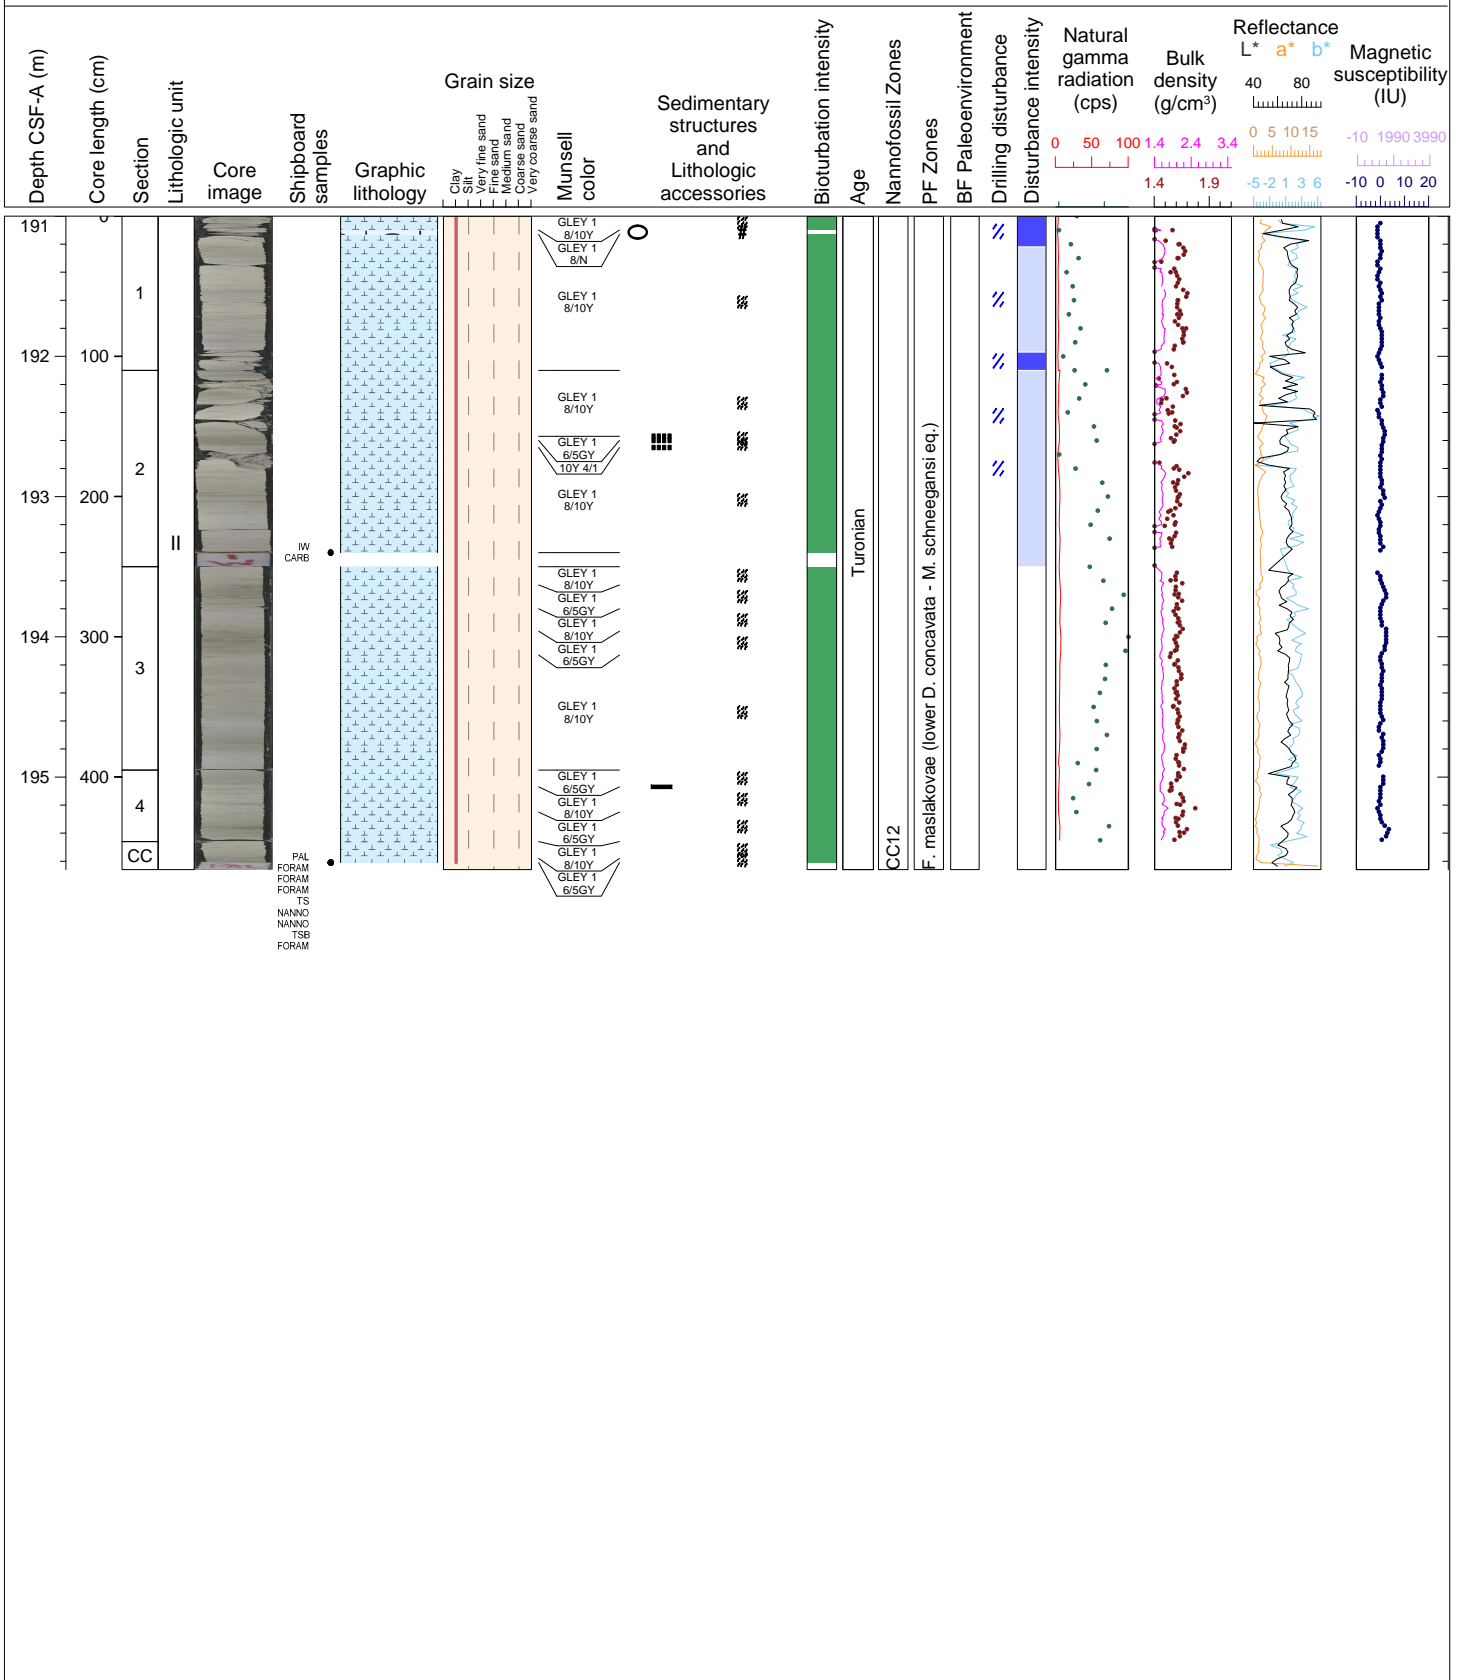 Depth CSF-A (m)
Core length (cm)
Section
Lithologic unit
Core
image
Shipboard
samples
Graphic
lithology
Grain size
Clay
Silt
Very fine sand
Fine sand
Medium sand
Coarse sand
Very coarse sand
Munsell
color
Sedimentary
structures
and
Lithologic
accessories
Bioturbation intensity
Age
Nannofossil Zones
PF Zones
BF Paleoenvironment
Drilling disturbance
Disturbance intensity
Natural
gamma
radiation
(cps)
0 50 100
Bulk
density
(g/cm³)
1.4 2.4 3.4
1.4 1.9
Reflectance
L* a* b*
40 80
0 5 10 15
-5 -2 1 3 6
Magnetic
susceptibility
(IU)
-10 1990 3990
-10 0 10 20
191
192
193
194
195
0
100
200
300
400
1
2
3
4
CC
II
IW
CARB
PAL
FORAM
FORAM
FORAM
TS
NANNO
NANNO
TSB
FORAM
GLEY 1
8/10Y
GLEY 1
8/N
GLEY 1
8/10Y
GLEY 1
8/10Y
GLEY 1
6/5GY
10Y 4/1
GLEY 1
8/10Y
GLEY 1
8/10Y
GLEY 1
6/5GY
GLEY 1
8/10Y
GLEY 1
6/5GY
GLEY 1
8/10Y
GLEY 1
6/5GY
GLEY 1
8/10Y
GLEY 1
6/5GY
GLEY 1
8/10Y
GLEY 1
6/5GY
Turonian
CC12
F. maslakovae (lower D. concavata - M. schneegansi eq.)